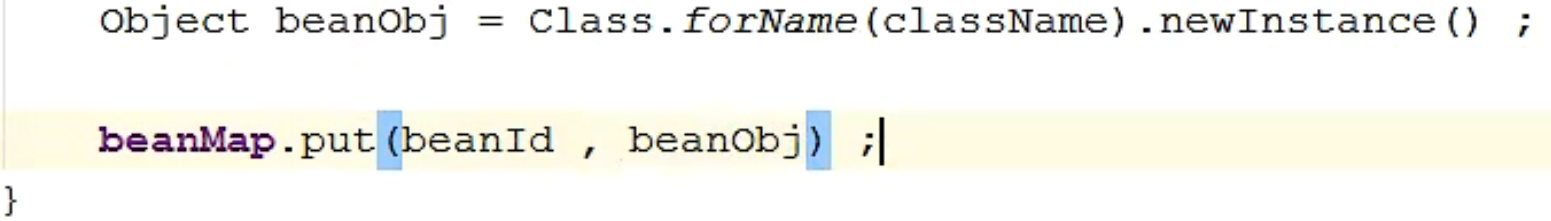 Object beanObj = Class.forName(className).newInstance() ;
beanMap.put(beanId , beanObj) ;
}